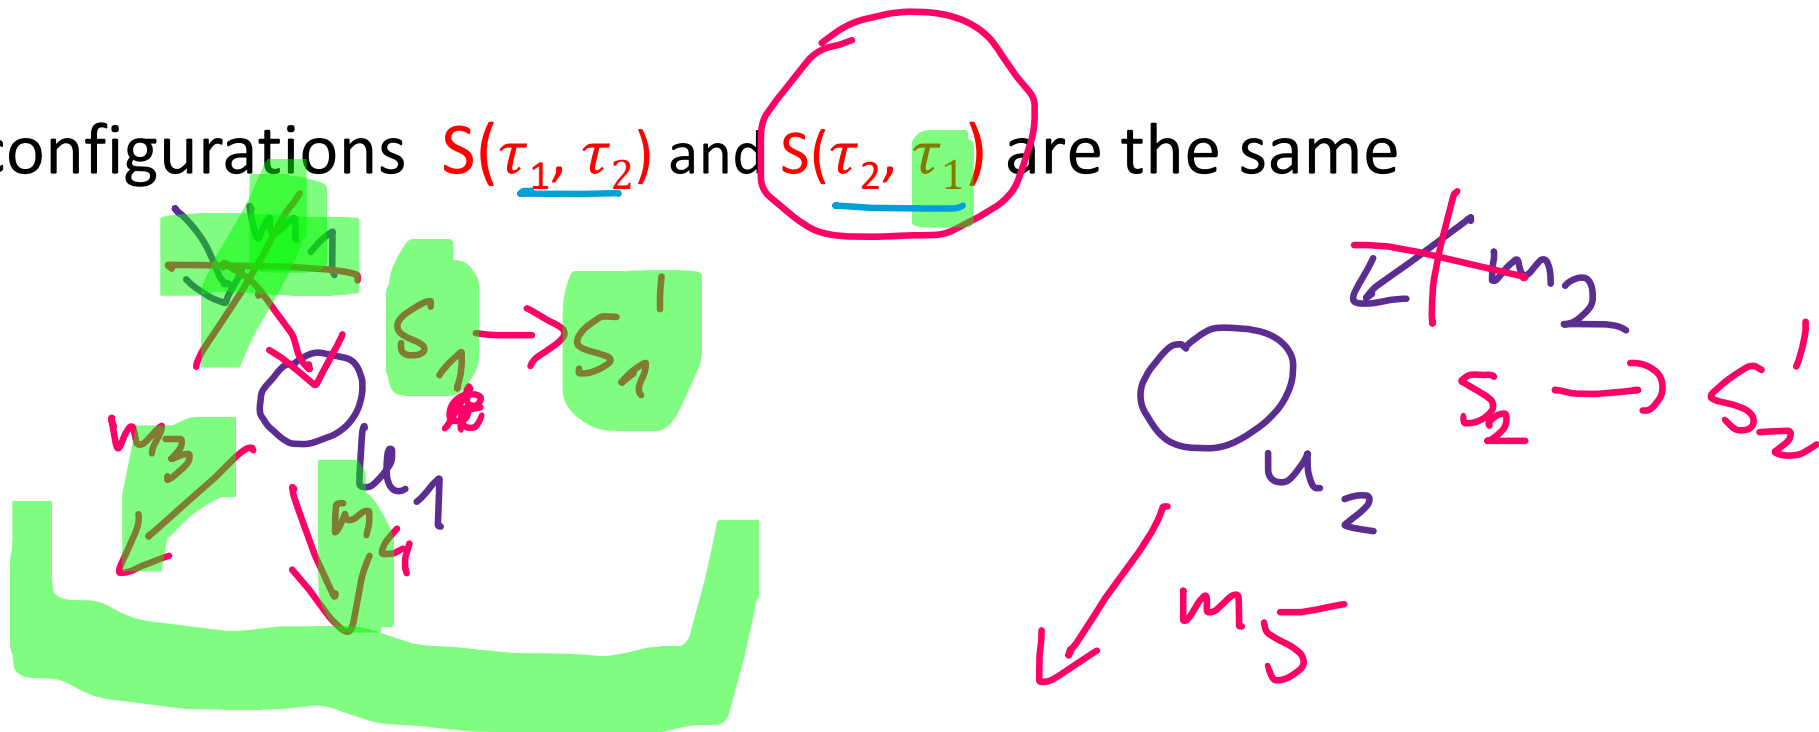 configurations S(τ₁, τ₂) and S(τ₂, τ₁) are the same
m₁
m₂
S₁ → S₁'
S₂ → S₂'
m₃
u₁
u₂
m₄
m₅